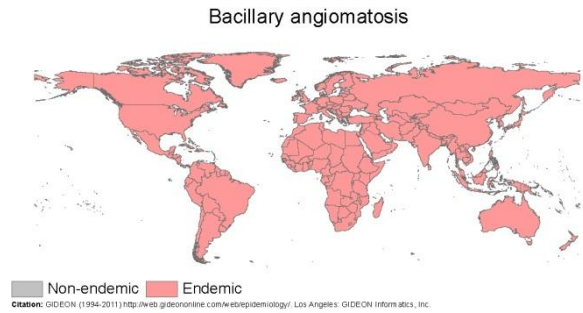 Bacillary angiomatosis
Non-endemic Endemic
Citation: GIDEON (1994-2011) http://web.gideononline.com/web/epidemiology/. Los Angeles: GIDEON Informatics, Inc.